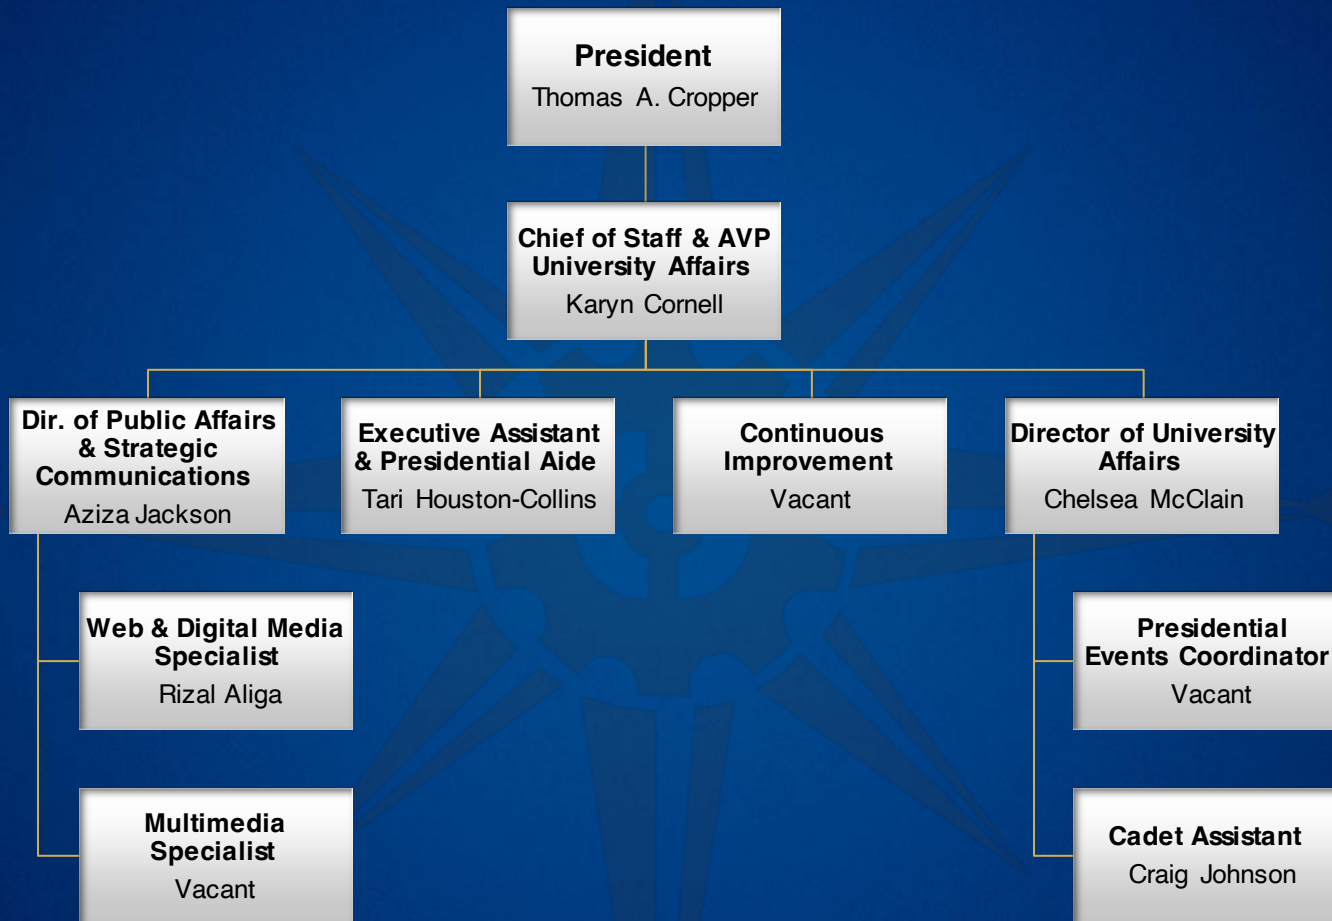 President
Thomas A. Cropper
Chief of Staff & AVP
University Affairs
Karyn Cornell
Dir. of Public Affairs
& Strategic
Communications
Aziza Jackson
Executive Assistant
& Presidential Aide
Tari Houston-Collins
Continuous
Improvement
Vacant
Director of University
Affairs
Chelsea McClain
Web & Digital Media
Specialist
Rizal Aliga
Presidential
Events Coordinator
Vacant
Multimedia
Specialist
Vacant
Cadet Assistant
Craig Johnson